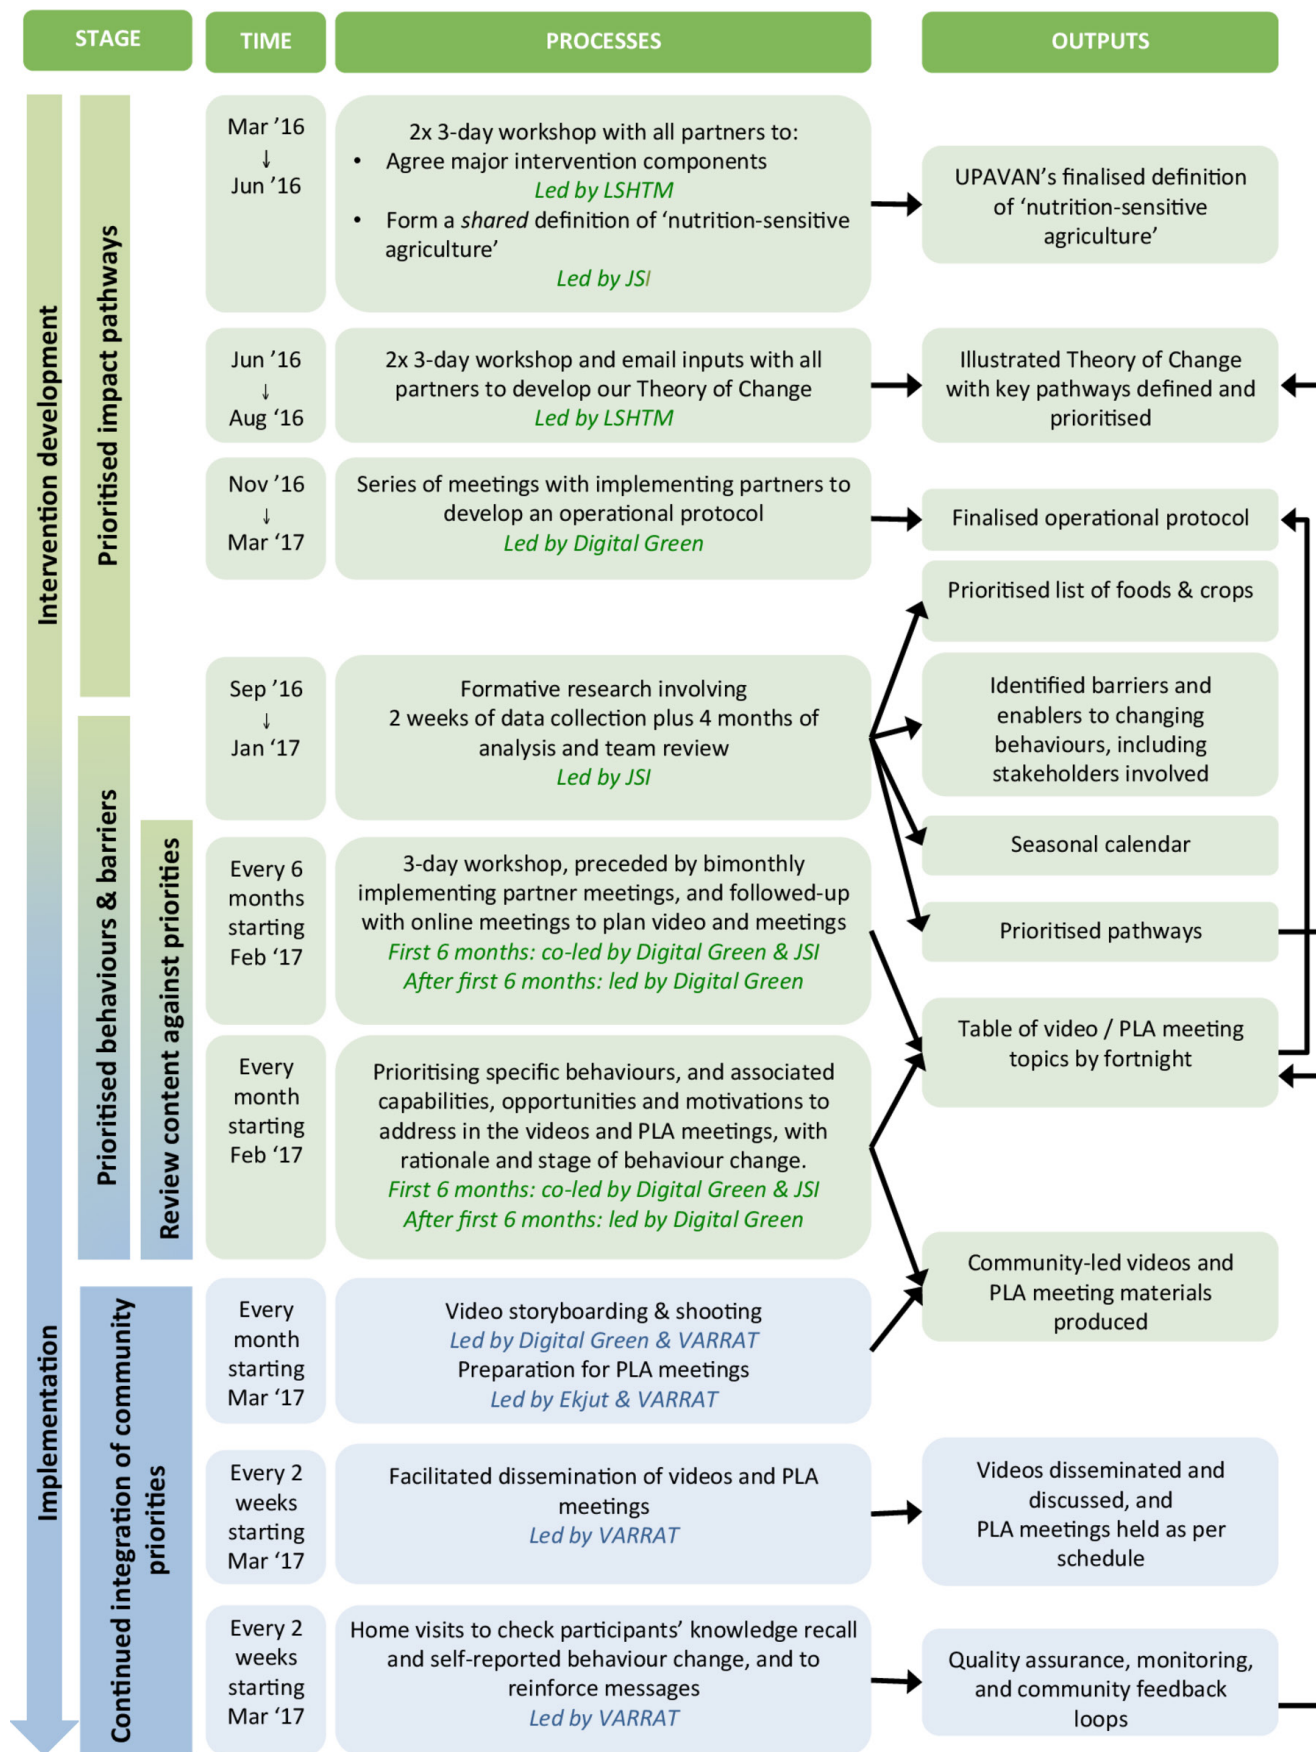 STAGE
TIME
PROCESSES
OUTPUTS
Intervention development
Implementation
Prioritised impact pathways
Prioritised behaviours & barriers
Review content against priorities
Continued integration of community
priorities
Mar ’16
↓
Jun ’16
2x 3-day workshop with all partners to:
• Agree major intervention components
Led by LSHTM
• Form a shared definition of ‘nutrition-sensitive
agriculture’
Led by JSI
UPAVAN’s finalised definition
of ‘nutrition-sensitive
agriculture’
Jun ’16
↓
Aug ’16
2x 3-day workshop and email inputs with all
partners to develop our Theory of Change
Led by LSHTM
Illustrated Theory of Change
with key pathways defined and
prioritised
Nov ’16
↓
Mar ’17
Series of meetings with implementing partners to
develop an operational protocol
Led by Digital Green
Finalised operational protocol
Sep ’16
↓
Jan ‘17
Formative research involving
2 weeks of data collection plus 4 months of
analysis and team review
Led by JSI
Prioritised list of foods & crops
Identified barriers and
enablers to changing
behaviours, including
stakeholders involved
Seasonal calendar
Prioritised pathways
Every 6
months
starting
Feb ‘17
3-day workshop, preceded by bimonthly
implementing partner meetings, and followed-up
with online meetings to plan video and meetings
First 6 months: co-led by Digital Green & JSI
After first 6 months: led by Digital Green
Table of video / PLA meeting
topics by fortnight
Every
month
starting
Feb ‘17
Prioritising specific behaviours, and associated
capabilities, opportunities and motivations to
address in the videos and PLA meetings, with
rationale and stage of behaviour change.
First 6 months: co-led by Digital Green & JSI
After first 6 months: led by Digital Green
Community-led videos and
PLA meeting materials
produced
Every
month
starting
Mar ‘17
Video storyboarding & shooting
Led by Digital Green & VARRAT
Preparation for PLA meetings
Led by Ekjut & VARRAT
Every 2
weeks
starting
Mar ‘17
Facilitated dissemination of videos and PLA
meetings
Led by VARRAT
Videos disseminated and
discussed, and
PLA meetings held as per
schedule
Every 2
weeks
starting
Mar ‘17
Home visits to check participants’ knowledge recall
and self-reported behaviour change, and to
reinforce messages
Led by VARRAT
Quality assurance, monitoring,
and community feedback
loops